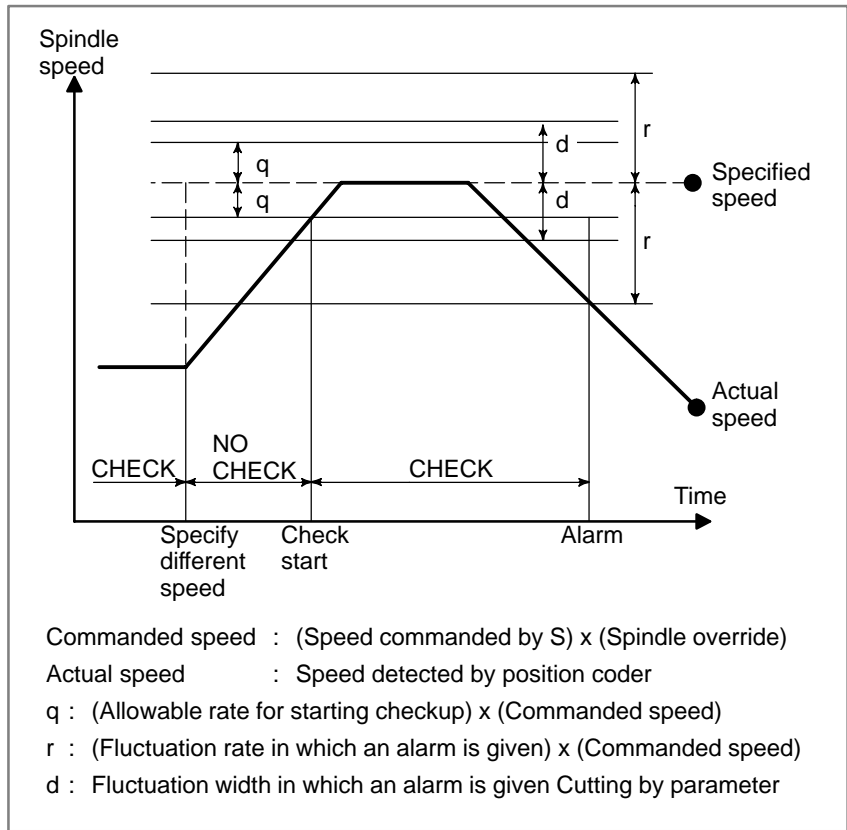 Spindle
speed
r
d
q
Specified
speed
q
d
r
Actual
speed
NO
CHECK
CHECK
CHECK
Time
Specify
different
speed
Check
start
Alarm
Commanded speed : (Speed commanded by S) x (Spindle override)
Actual speed : Speed detected by position coder
q : (Allowable rate for starting checkup) x (Commanded speed)
r : (Fluctuation rate in which an alarm is given) x (Commanded speed)
d : Fluctuation width in which an alarm is given Cutting by parameter